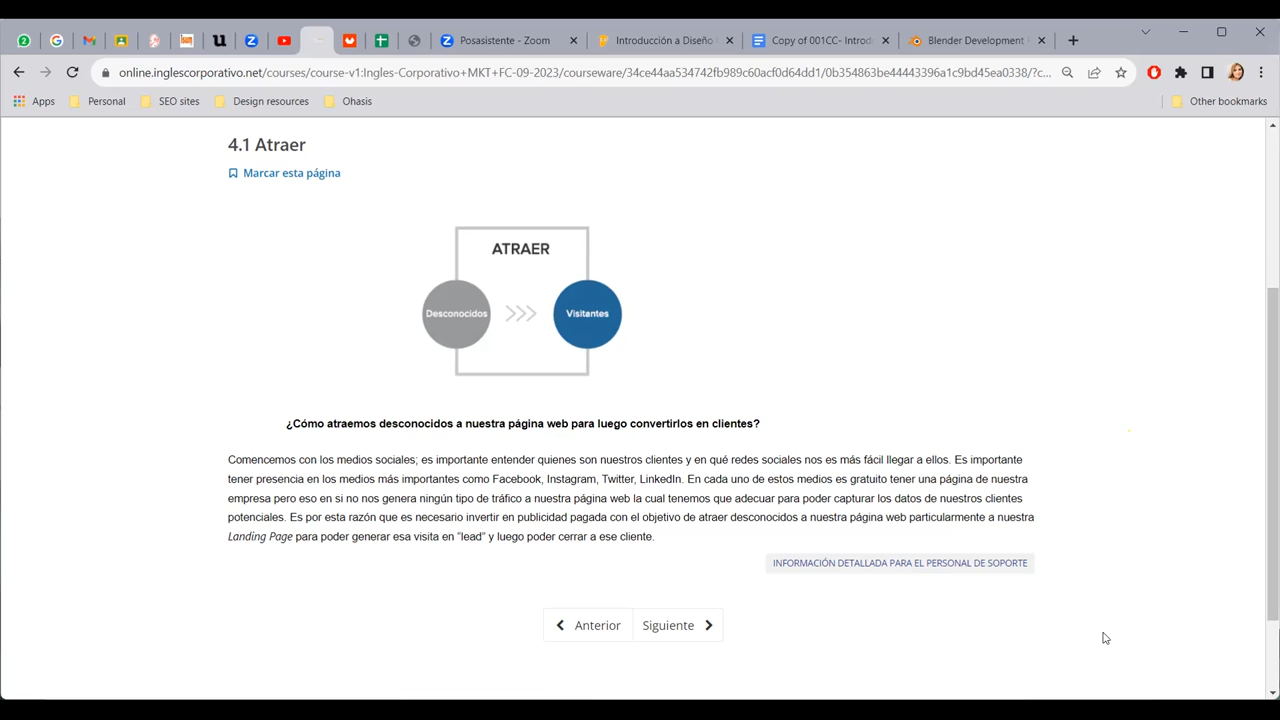 2
Posasistente - Zoom
Introducción a Diseño
Copy of 001CC- Introd
Blender Development
online.inglescorporativo.net/courses/course-v1:Ingles-Corporativo+MKT+FC-09-2023/courseware/34ce44aa534742fb989c60acf0d64dd1/0b354863be44443396a1c9bd45ea0338/?c...
Apps Personal SEO sites Design resources Ohasis Other bookmarks
4.1 Atraer
Marcar esta página
ATRAER
Desconocidos >>> Visitantes
¿Cómo atraemos desconocidos a nuestra página web para luego convertirlos en clientes?
Comencemos con los medios sociales; es importante entender quienes son nuestros clientes y en qué redes sociales nos es más fácil llegar a ellos. Es importante
tener presencia en los medios más importantes como Facebook, Instagram, Twitter, LinkedIn. En cada uno de estos medios es gratuito tener una página de nuestra
empresa pero eso en si no nos genera ningún tipo de tráfico a nuestra página web la cual tenemos que adecuar para poder capturar los datos de nuestros clientes
potenciales. Es por esta razón que es necesario invertir en publicidad pagada con el objetivo de atraer desconocidos a nuestra página web particularmente a nuestra
Landing Page para poder generar esa visita en "lead" y luego poder cerrar a ese cliente.
INFORMACIÓN DETALLADA PARA EL PERSONAL DE SOPORTE
Anterior Siguiente